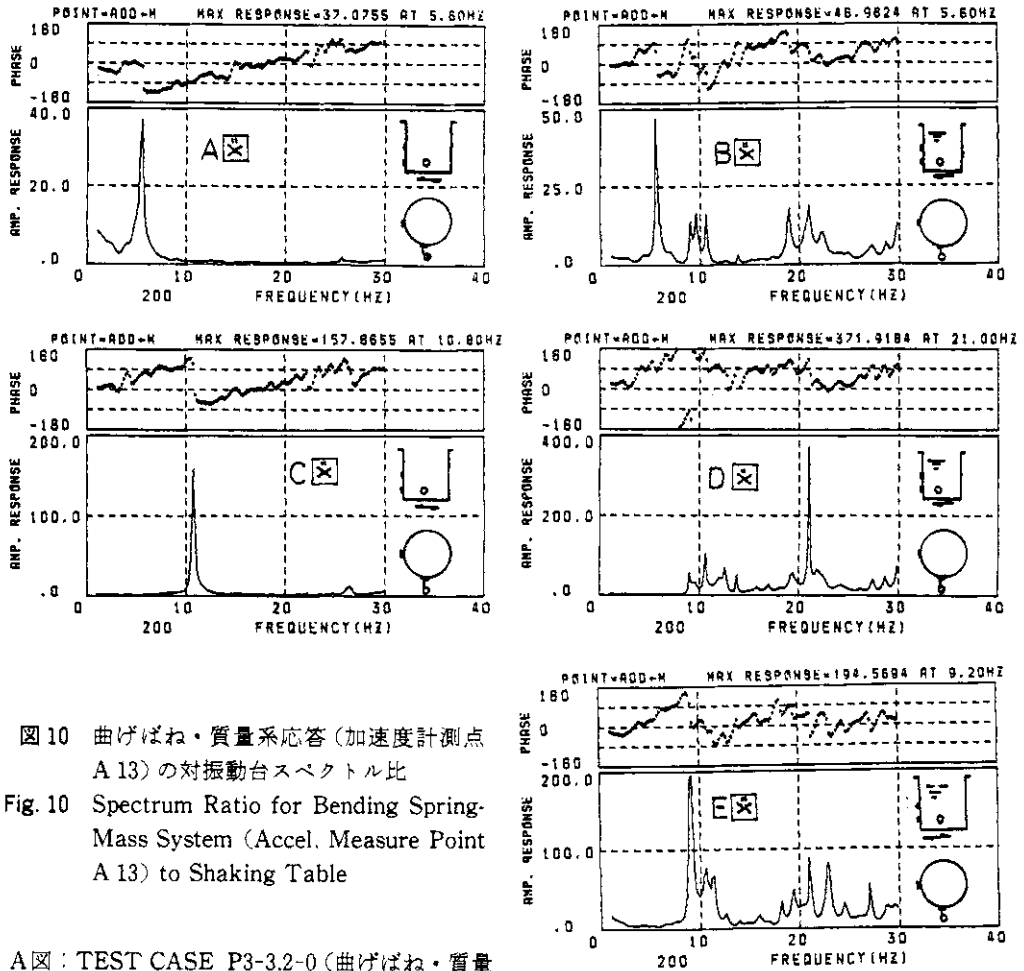 POINT=ADD-M MAX RESPONSE=37.0755 AT 5.60HZ
180
0
-180
PHASE
40.0
20.0
.0
AMP. RESPONSE
A
0 10 20 30 40
200 FREQUENCY(HZ)
POINT=ADD-M MAX RESPONSE=46.9624 AT 5.60HZ
180
0
-180
PHASE
50.0
25.0
.0
AMP. RESPONSE
B
0 10 20 30 40
200 FREQUENCY(HZ)
POINT=ADD-M MAX RESPONSE=157.8655 AT 10.80HZ
180
0
-180
PHASE
200.0
100.0
.0
AMP. RESPONSE
C
0 10 20 30 40
200 FREQUENCY(HZ)
POINT=ADD-M MAX RESPONSE=371.9184 AT 21.00HZ
180
0
-180
PHASE
400.0
200.0
.0
AMP. RESPONSE
D
0 10 20 30 40
200 FREQUENCY(HZ)
POINT=ADD-M MAX RESPONSE=194.5694 AT 9.20HZ
180
0
-180
PHASE
200.0
100.0
.0
AMP. RESPONSE
E
0 10 20 30 40
200 FREQUENCY(HZ)
図10 曲げばね・質量系応答(加速度計測点
A 13)の対振動台スペクトル比
Fig. 10 Spectrum Ratio for Bending Spring-
Mass System (Accel. Measure Point
A 13) to Shaking Table
A図:TEST CASE P3-3.2-0(曲げばね・質量